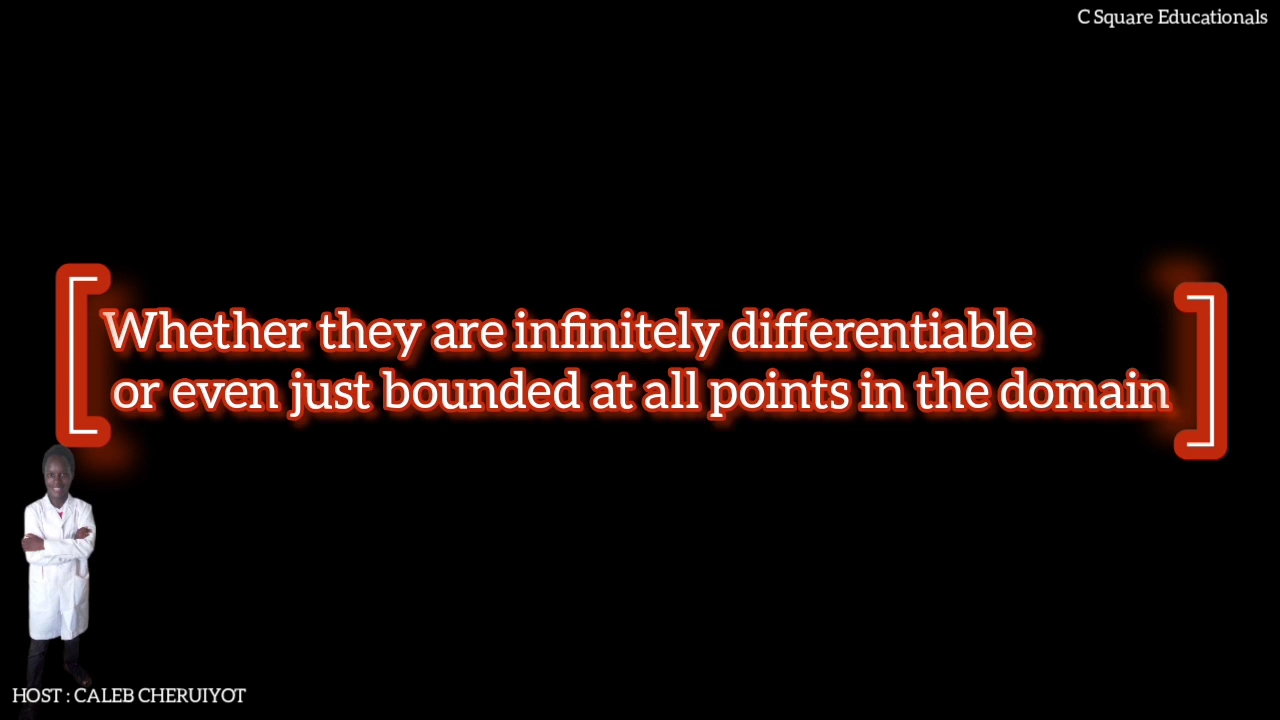 C Square Educationals
Whether they are infinitely differentiable
or even just bounded at all points in the domain
HOST : CALEB CHERUIYOT